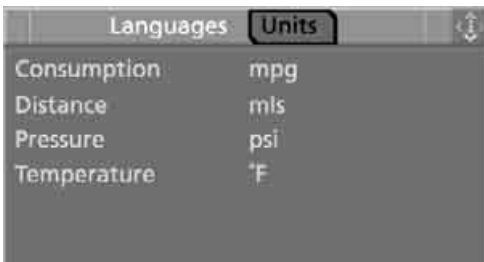 Languages Units
Consumption mpg
Distance mls
Pressure psi
Temperature °F